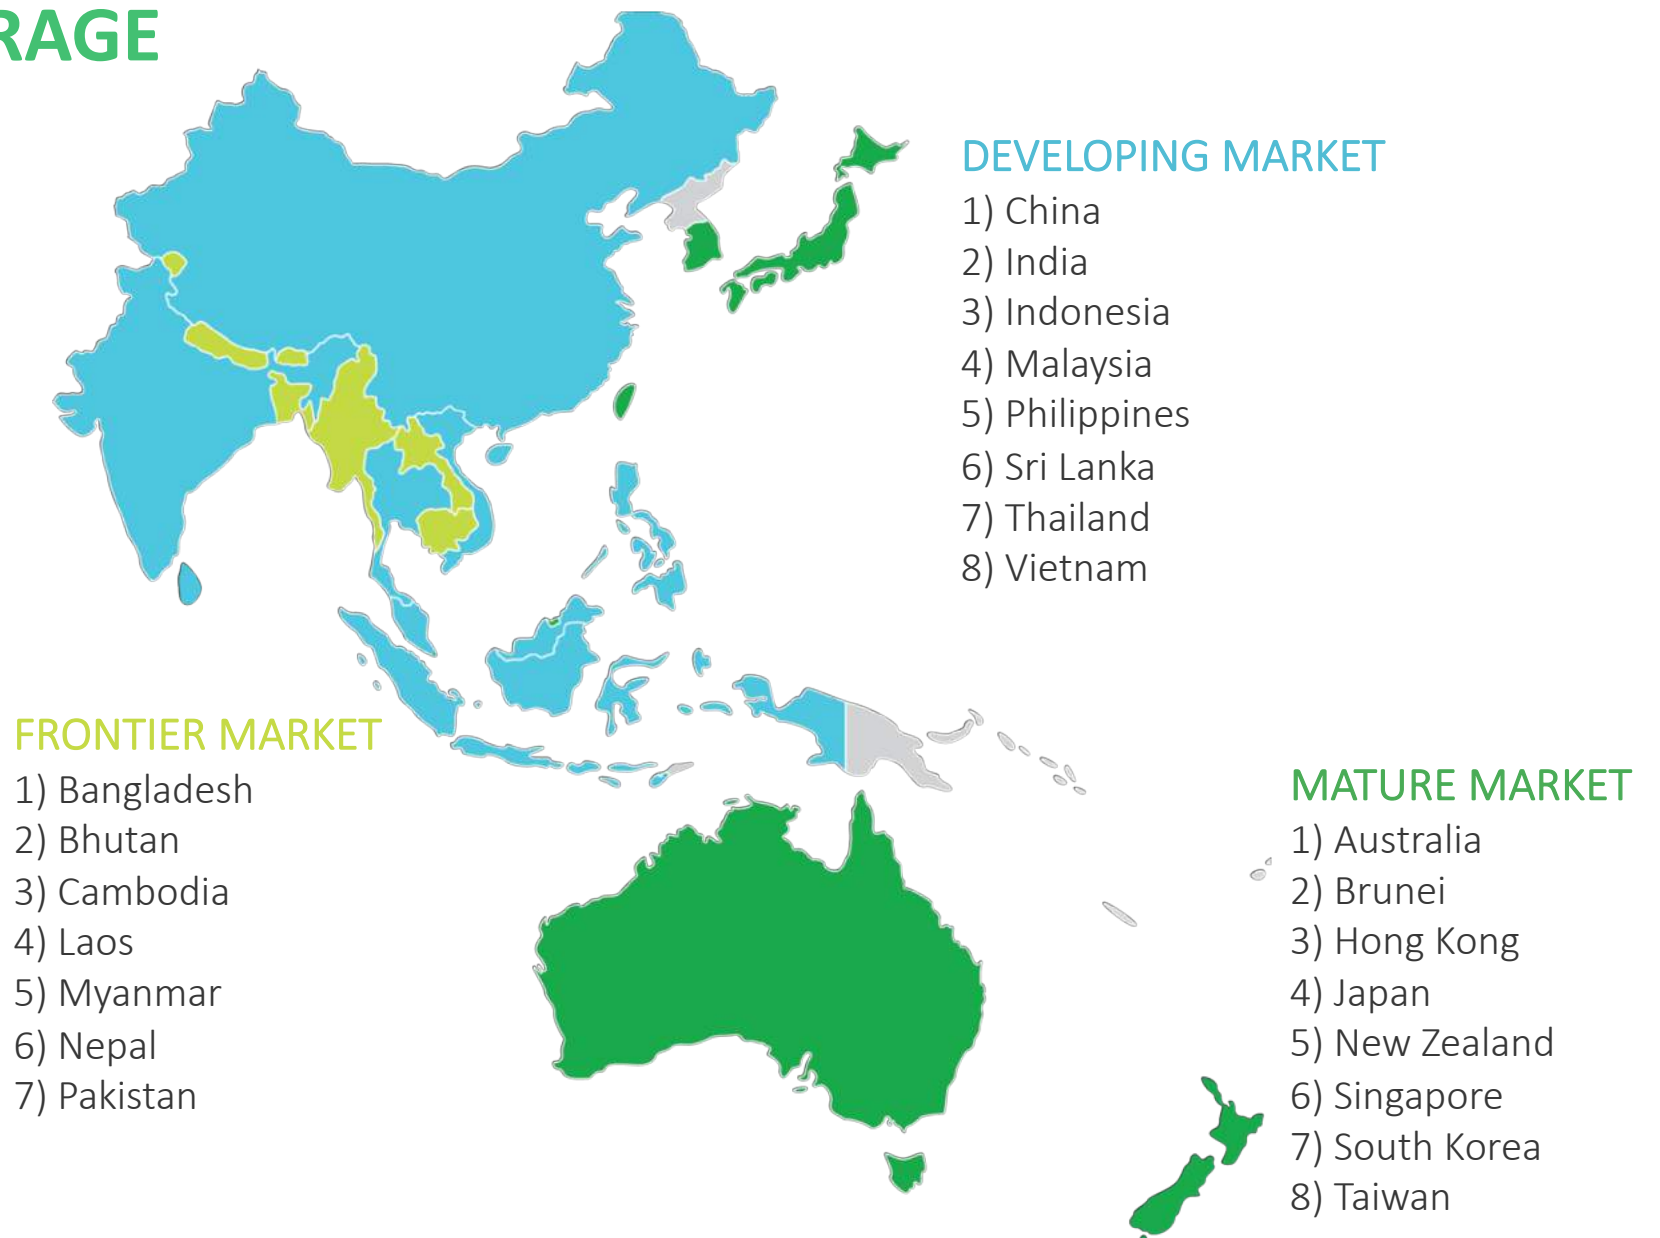 RAGE
DEVELOPING MARKET
1) China
2) India
3) Indonesia
4) Malaysia
5) Philippines
6) Sri Lanka
7) Thailand
8) Vietnam
FRONTIER MARKET
1) Bangladesh
2) Bhutan
3) Cambodia
4) Laos
5) Myanmar
6) Nepal
7) Pakistan
MATURE MARKET
1) Australia
2) Brunei
3) Hong Kong
4) Japan
5) New Zealand
6) Singapore
7) South Korea
8) Taiwan